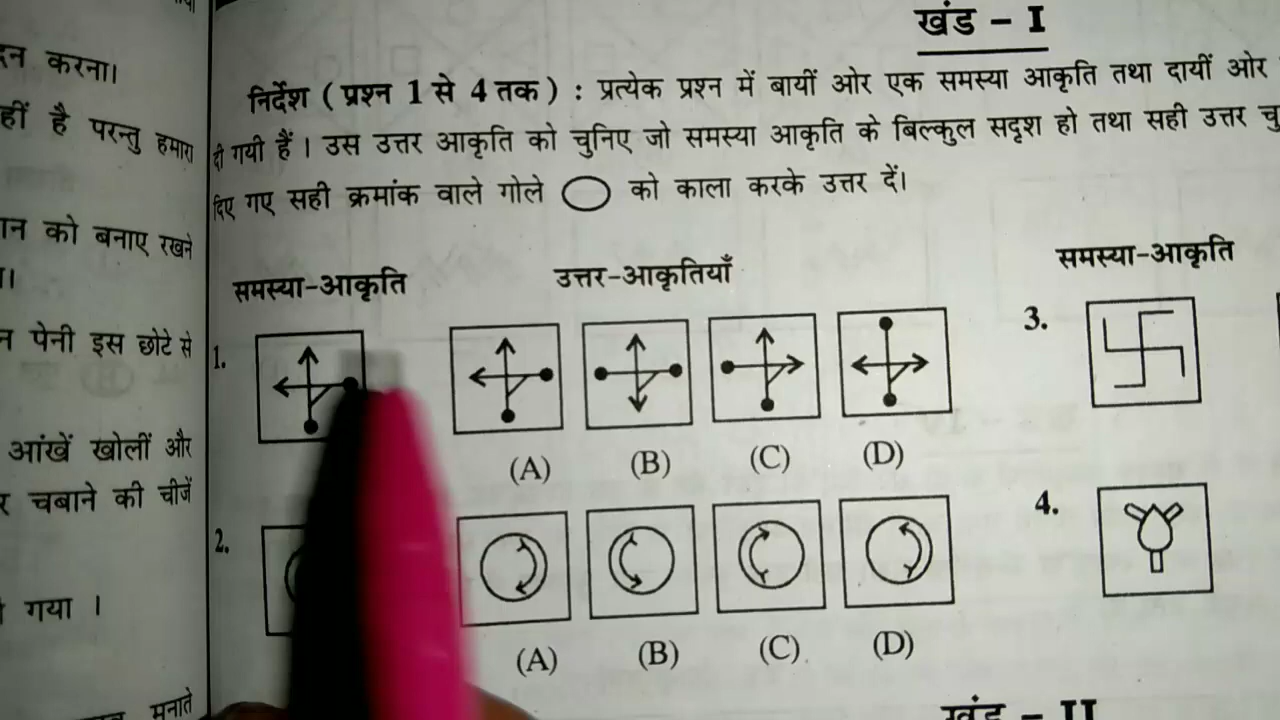 करना।
हीं है परन्तु हमारा
को बनाए रखने
पेनी इस छोटे से
आंखें खोलीं और
चबाने की चीजें
गया ।
मनाते
खंड – I
निर्देश ( प्रश्न 1 से 4 तक ) : प्रत्येक प्रश्न में बायीं ओर एक समस्या आकृति तथा दायीं ओर
दी गयी हैं । उस उत्तर आकृति को चुनिए जो समस्या आकृति के बिल्कुल सदृश हो तथा सही उत्तर
दिए गए सही क्रमांक वाले गोले को काला करके उत्तर दें।
समस्या-आकृति उत्तर-आकृतियाँ समस्या-आकृति
1. 3.
(A) (B) (C) (D)
2. 4.
(A) (B) (C) (D)
खंड – II